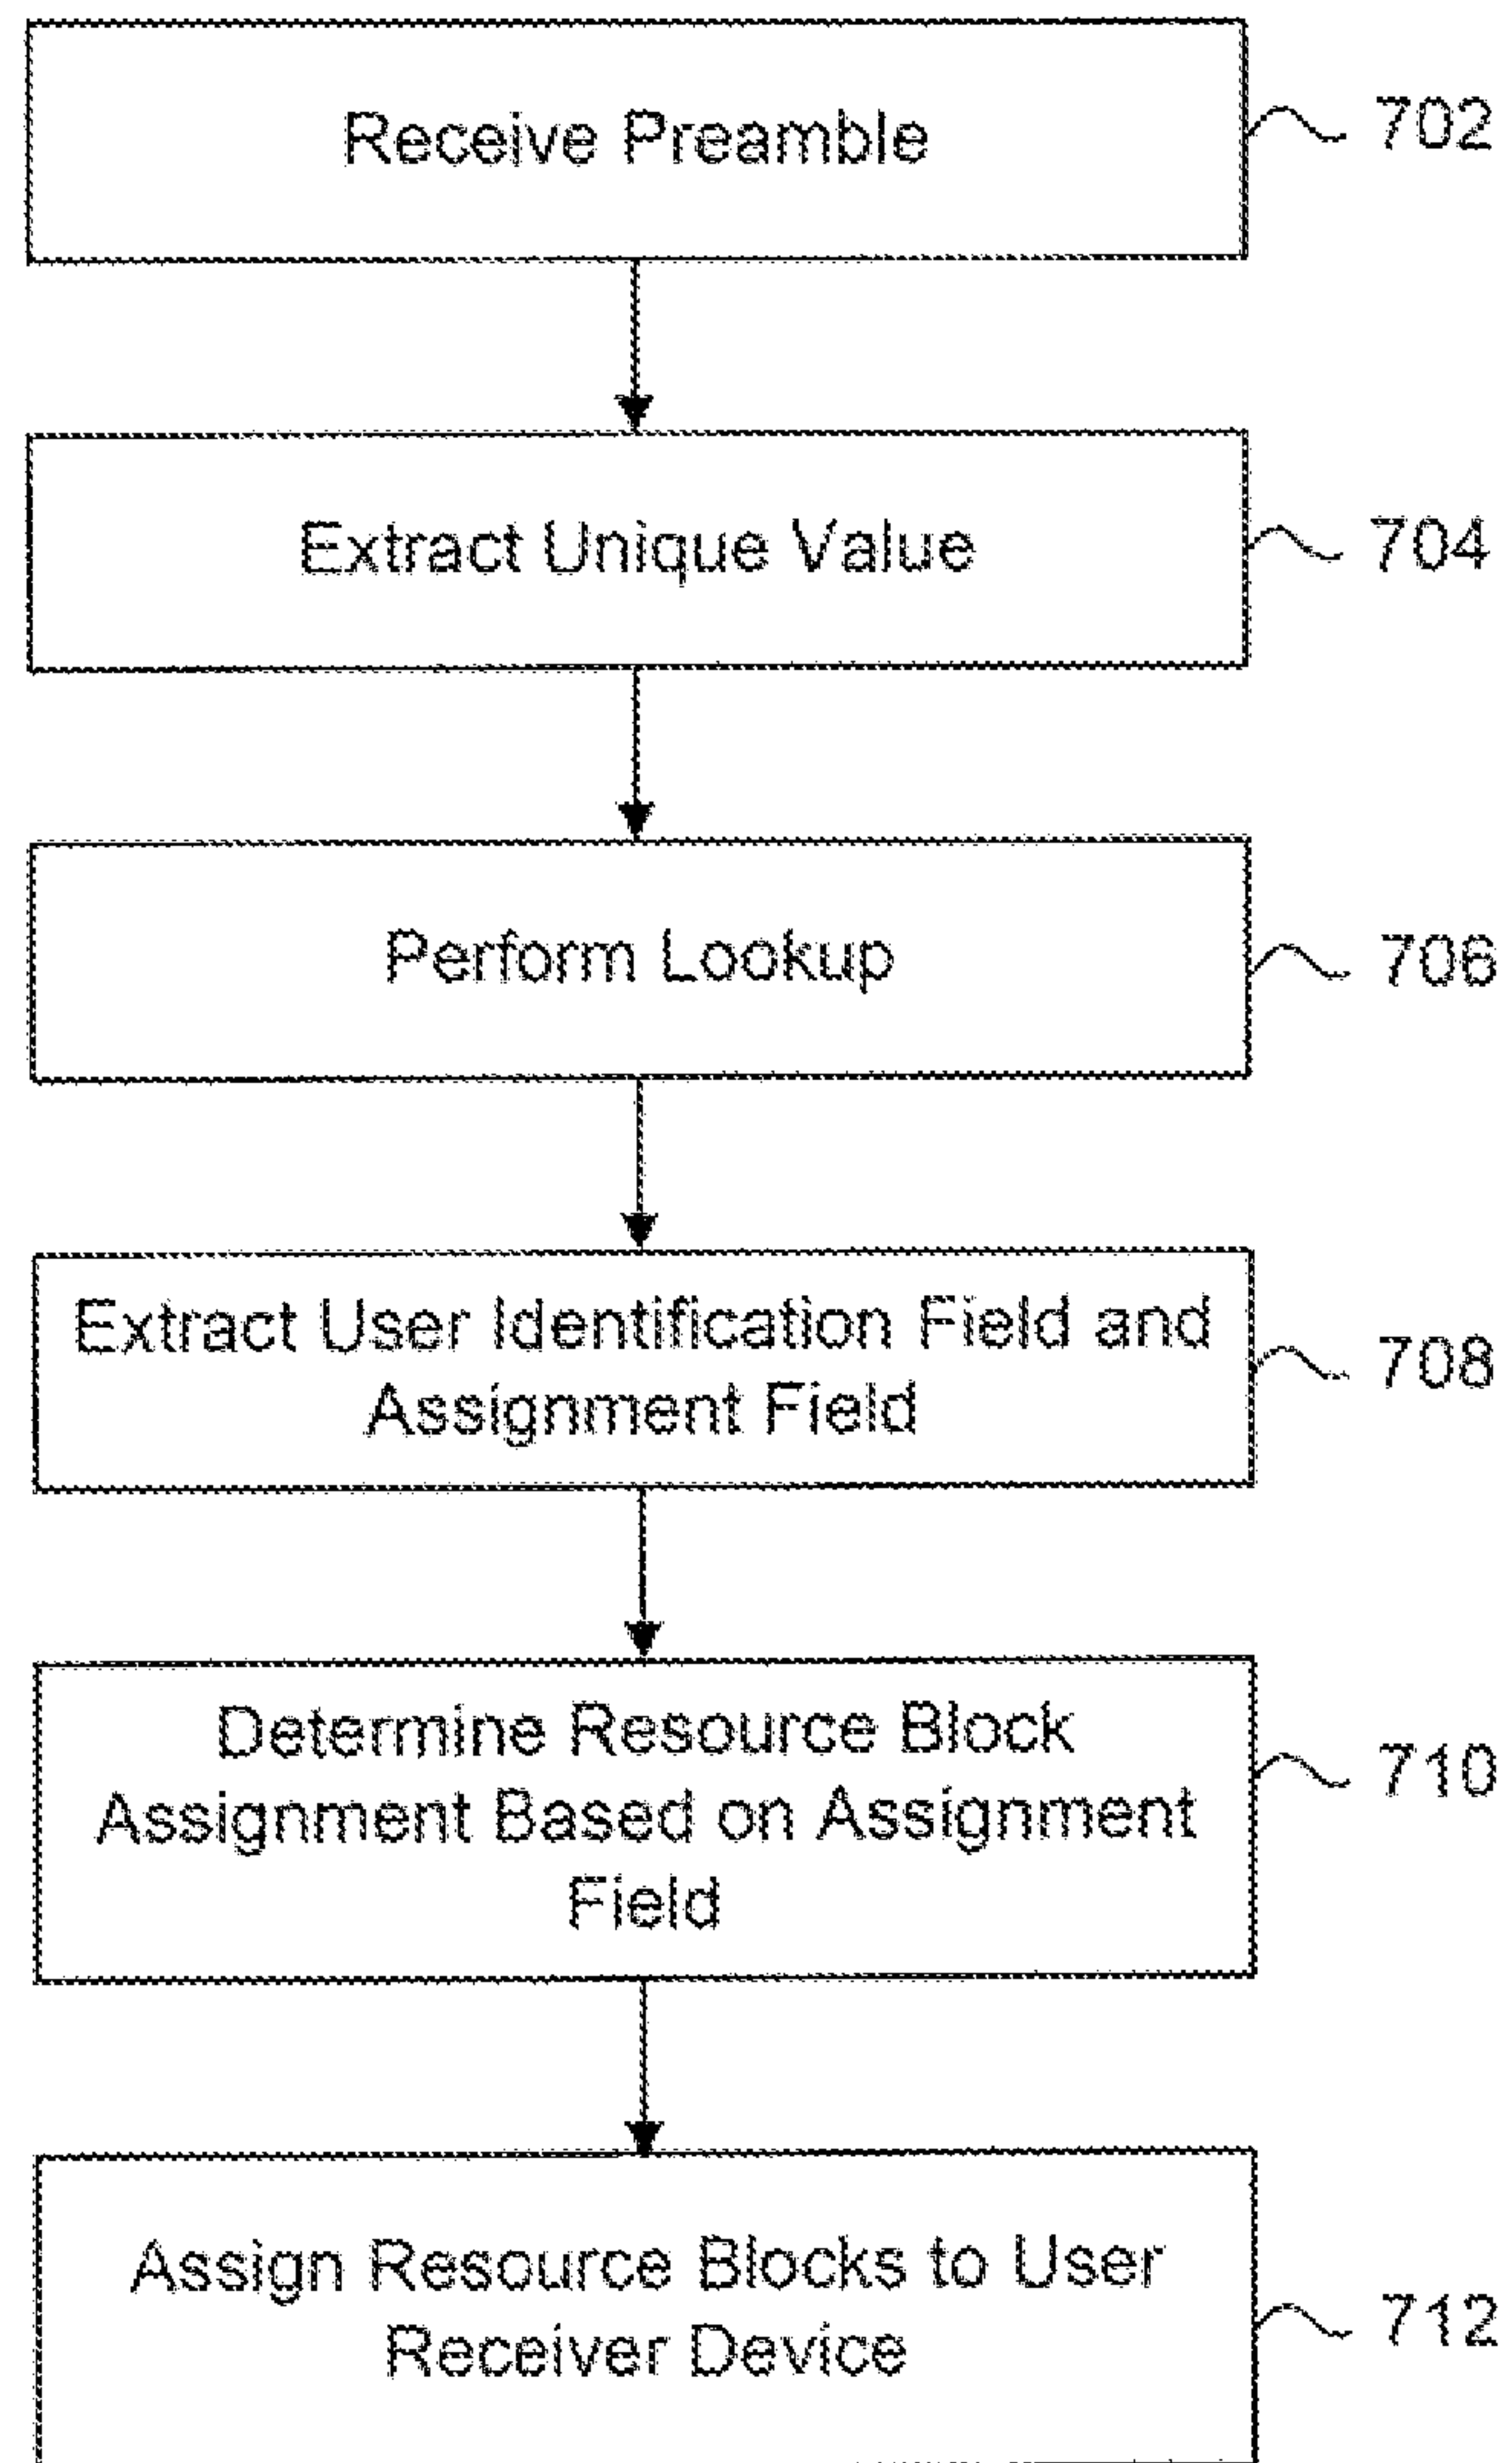 Receive Preamble
702
Extract Unique Value
704
Perform Lookup
706
Extract User Identification Field and
Assignment Field
708
Determine Resource Block
Assignment Based on Assignment
Field
710
Assign Resource Blocks to User
Receiver Device
712